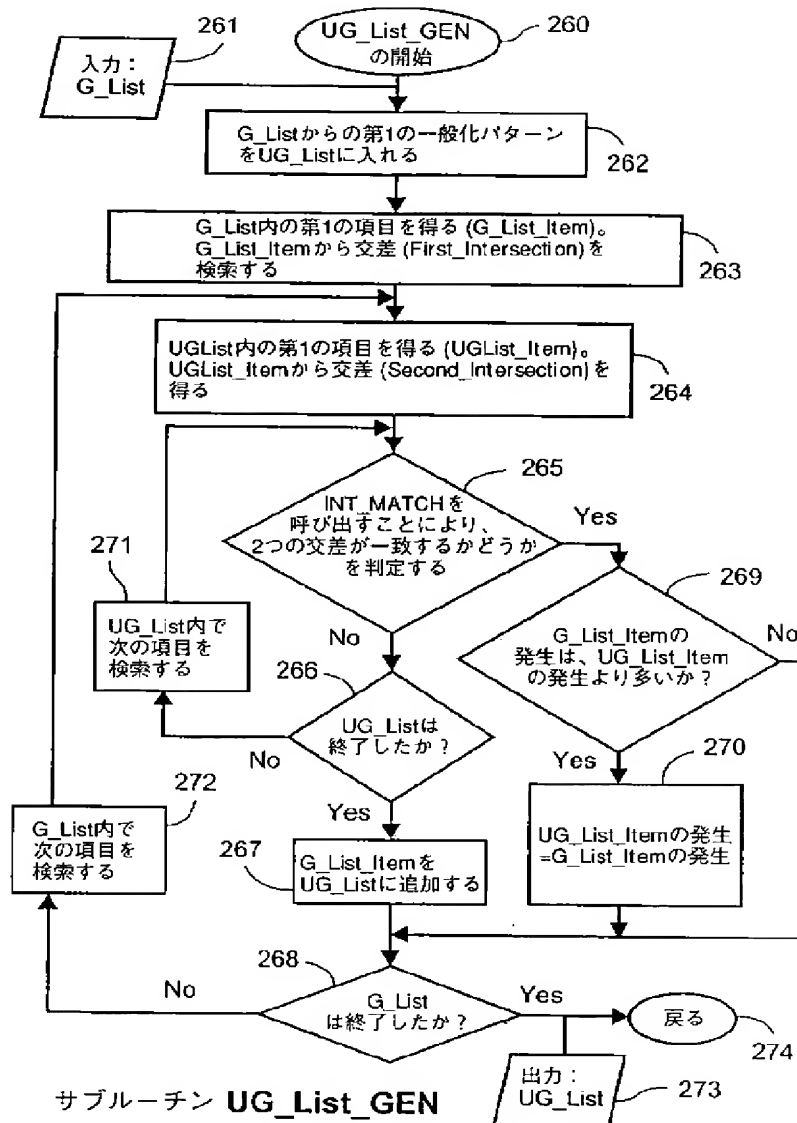 261
入力：
G_List
UG_List_GEN
の開始
260
G_Listからの第1の一般化パターン
をUG_Listに入れる
262
G_List内の第1の項目を得る (G_List_Item)。
G_List_Itemから交差 (First_Intersection)を
検索する
263
UGList内の第1の項目を得る (UGList_Item)。
UGList_Itemから交差 (Second_Intersection)を
得る
264
265
INT_MATCHを
呼び出すことにより、
2つの交差が一致するかどうか
を判定する
Yes
269
271
UG_List内で
次の項目を
検索する
No
G_List_Itemの
発生は、UG_List_Item
の発生より多いか？
No
266
UG_Listは
終了したか？
No
Yes
Yes
270
272
G_List内で
次の項目を
検索する
267
G_List_Itemを
UG_Listに追加する
UG_List_Itemの発生
=G_List_Itemの発生
268
No
G_List
は終了したか？
Yes
戻る
274
出力：
UG_List
273
サブルーチン UG_List_GEN